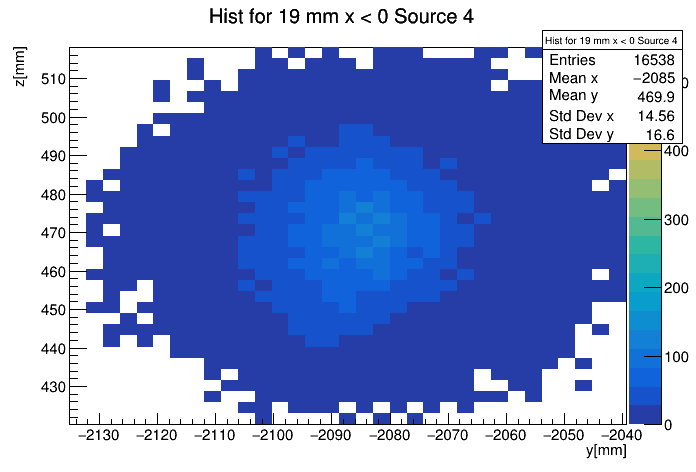 Hist for 19 mm x < 0 Source 4
Hist for 19 mm x < 0 Source 4
Entries 16538
Mean x −2085
Mean y 469.9
Std Dev x 14.56
Std Dev y 16.6
z[mm]
510
500
490
480
470
460
450
440
430
−2130 −2120 −2110 −2100 −2090 −2080 −2070 −2060 −2050 −2040
y[mm]
0
400
300
200
100
0